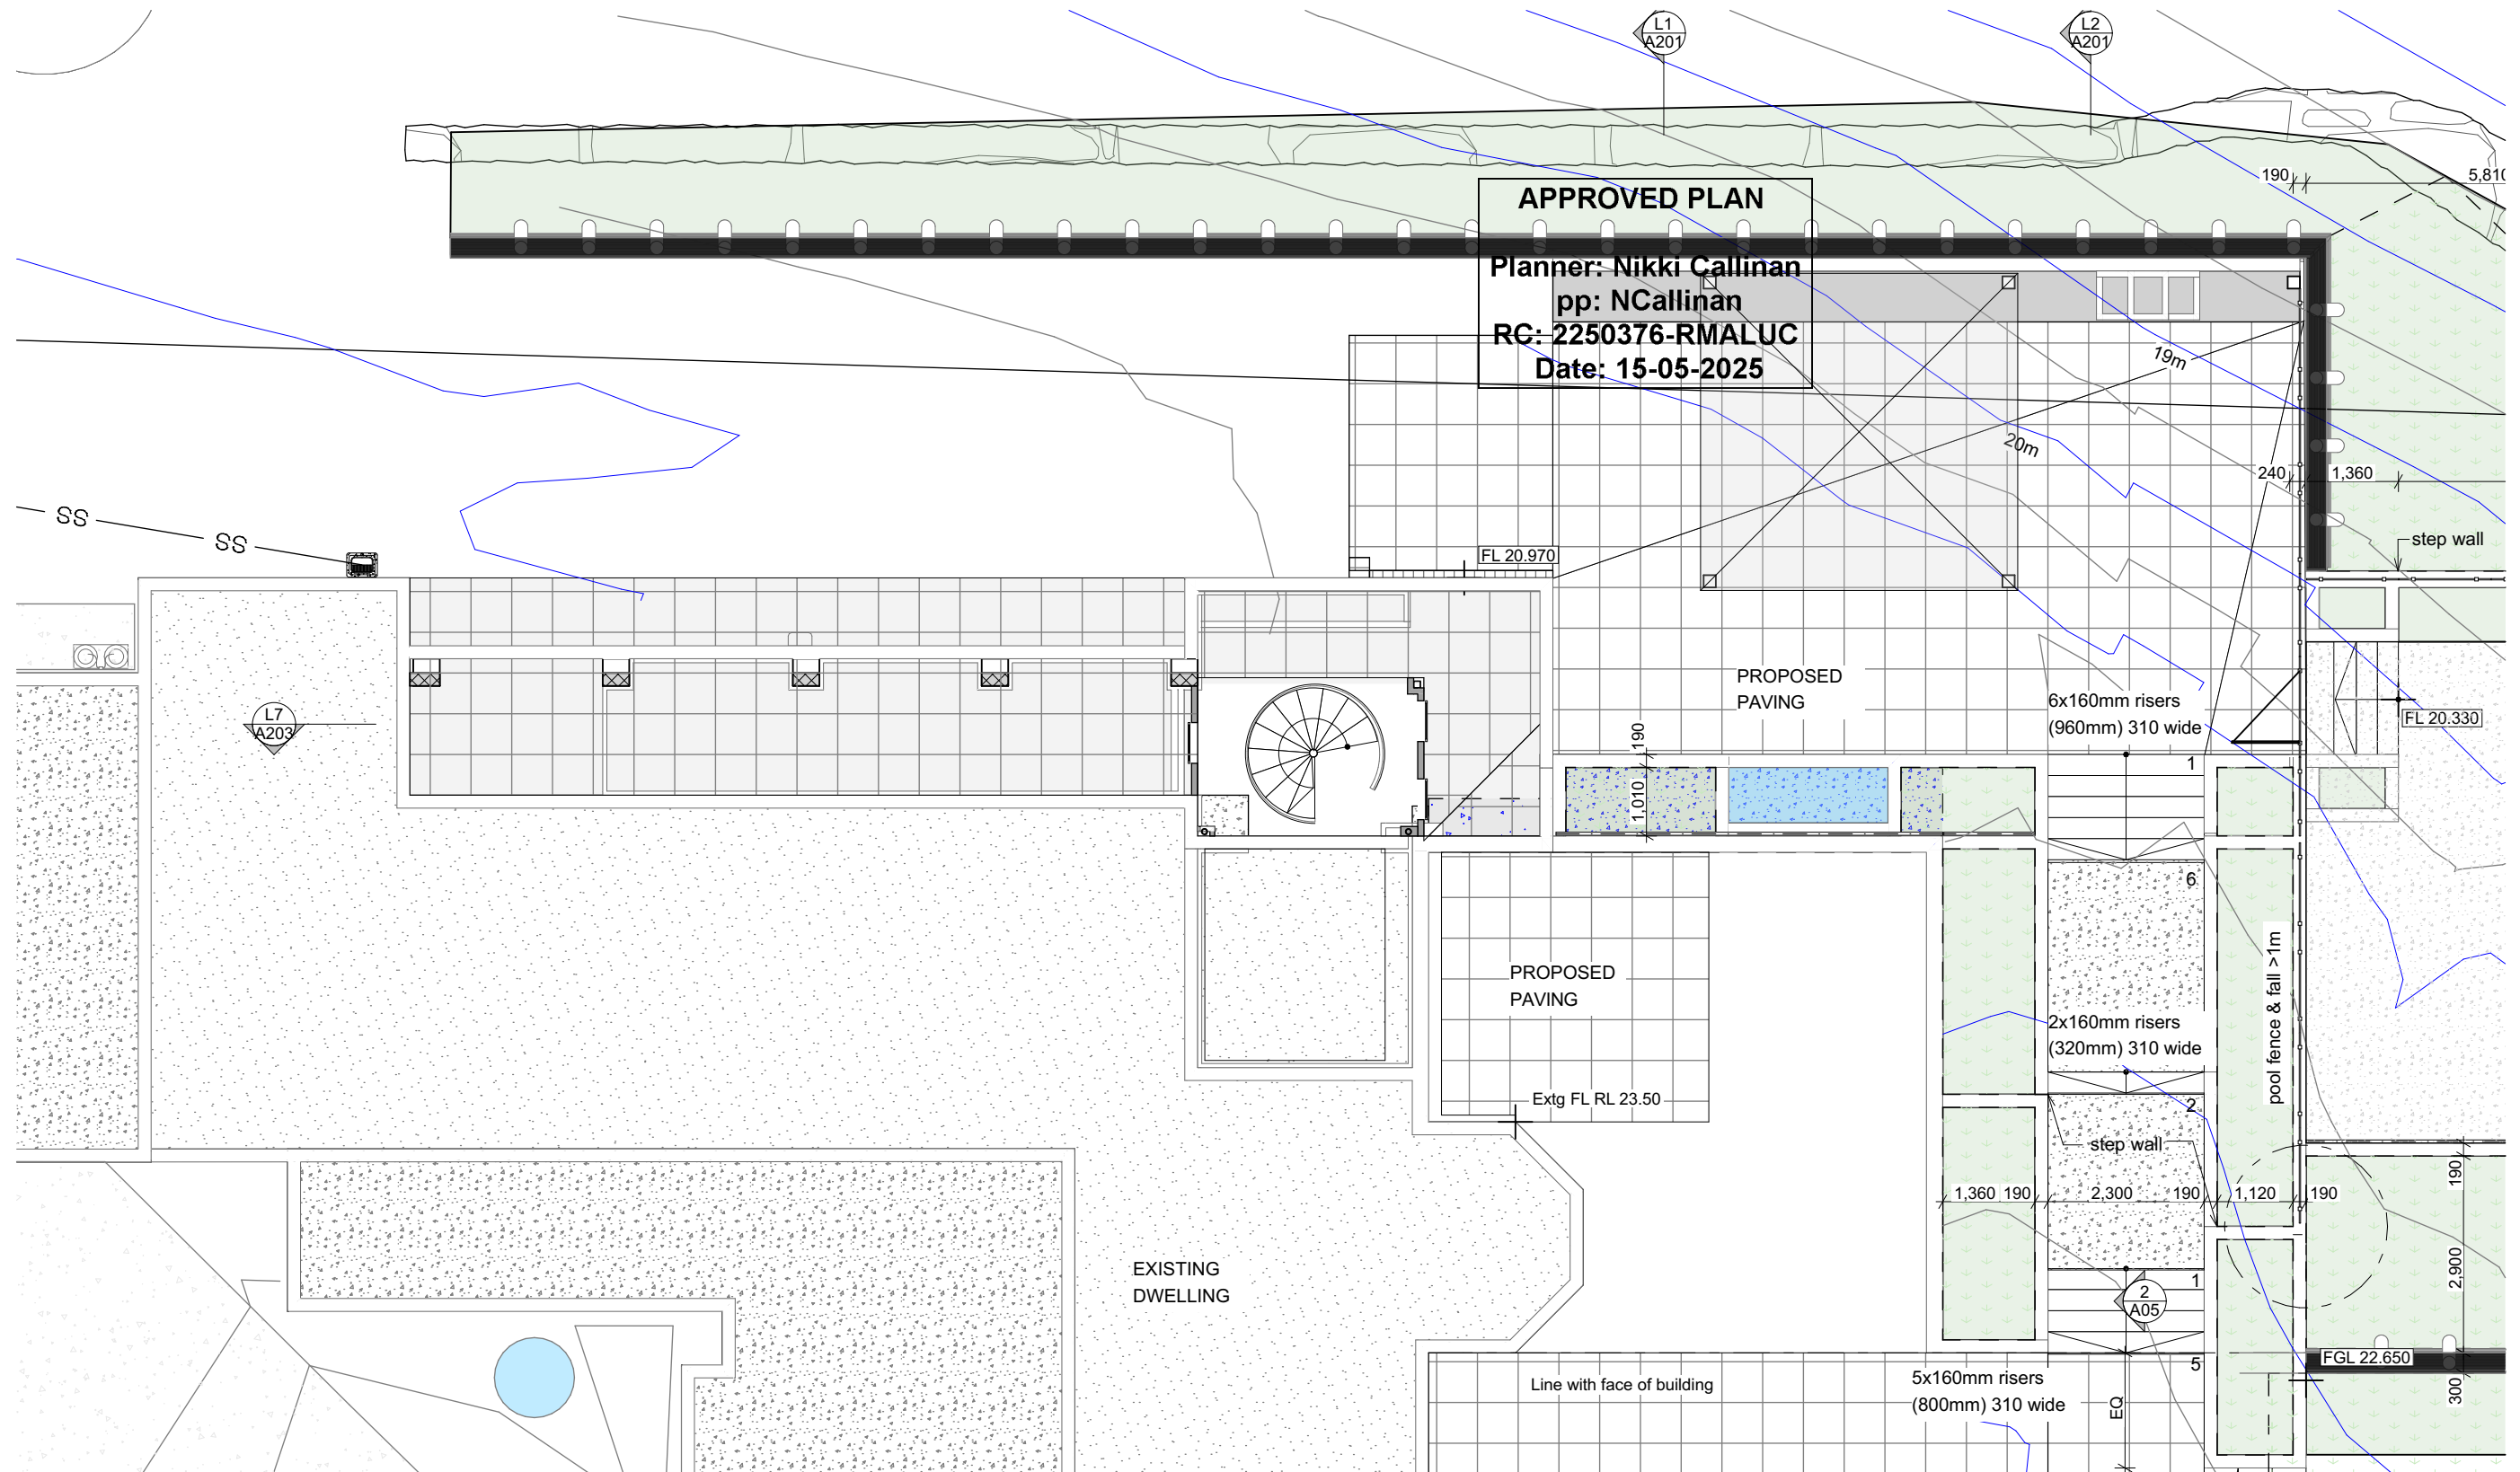 L1
A201
L2
A201
190
5,810
APPROVED PLAN
Planner: Nikki Callinan
pp: NCallinan
RC: 2250376-RMALUC
Date: 15-05-2025
19m
20m
240
1,360
step wall
SS
SS
FL 20.970
L7
A203
PROPOSED
PAVING
6x160mm risers
(960mm) 310 wide
FL 20.330
190
1,010
1
6
PROPOSED
PAVING
pool fence & fall >1m
2x160mm risers
(320mm) 310 wide
Extg FL RL 23.50
2
step wall
190
1,360
190
2,300
190
1,120
190
EXISTING
DWELLING
1
2
A05
2,900
FGL 22.650
5
Line with face of building
5x160mm risers
(800mm) 310 wide
300
EQ